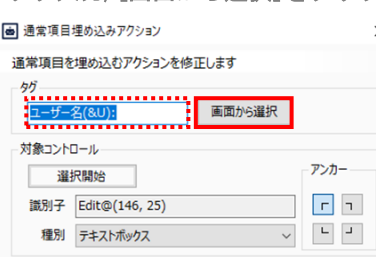 通常項目埋め込みアクション
通常項目を埋め込むアクションを修正します
タグ
ユーザー名(&U):
画面から選択
対象コントロール
選択開始
アンカー
識別子 Edit@(146, 25)
種別 テキストボックス